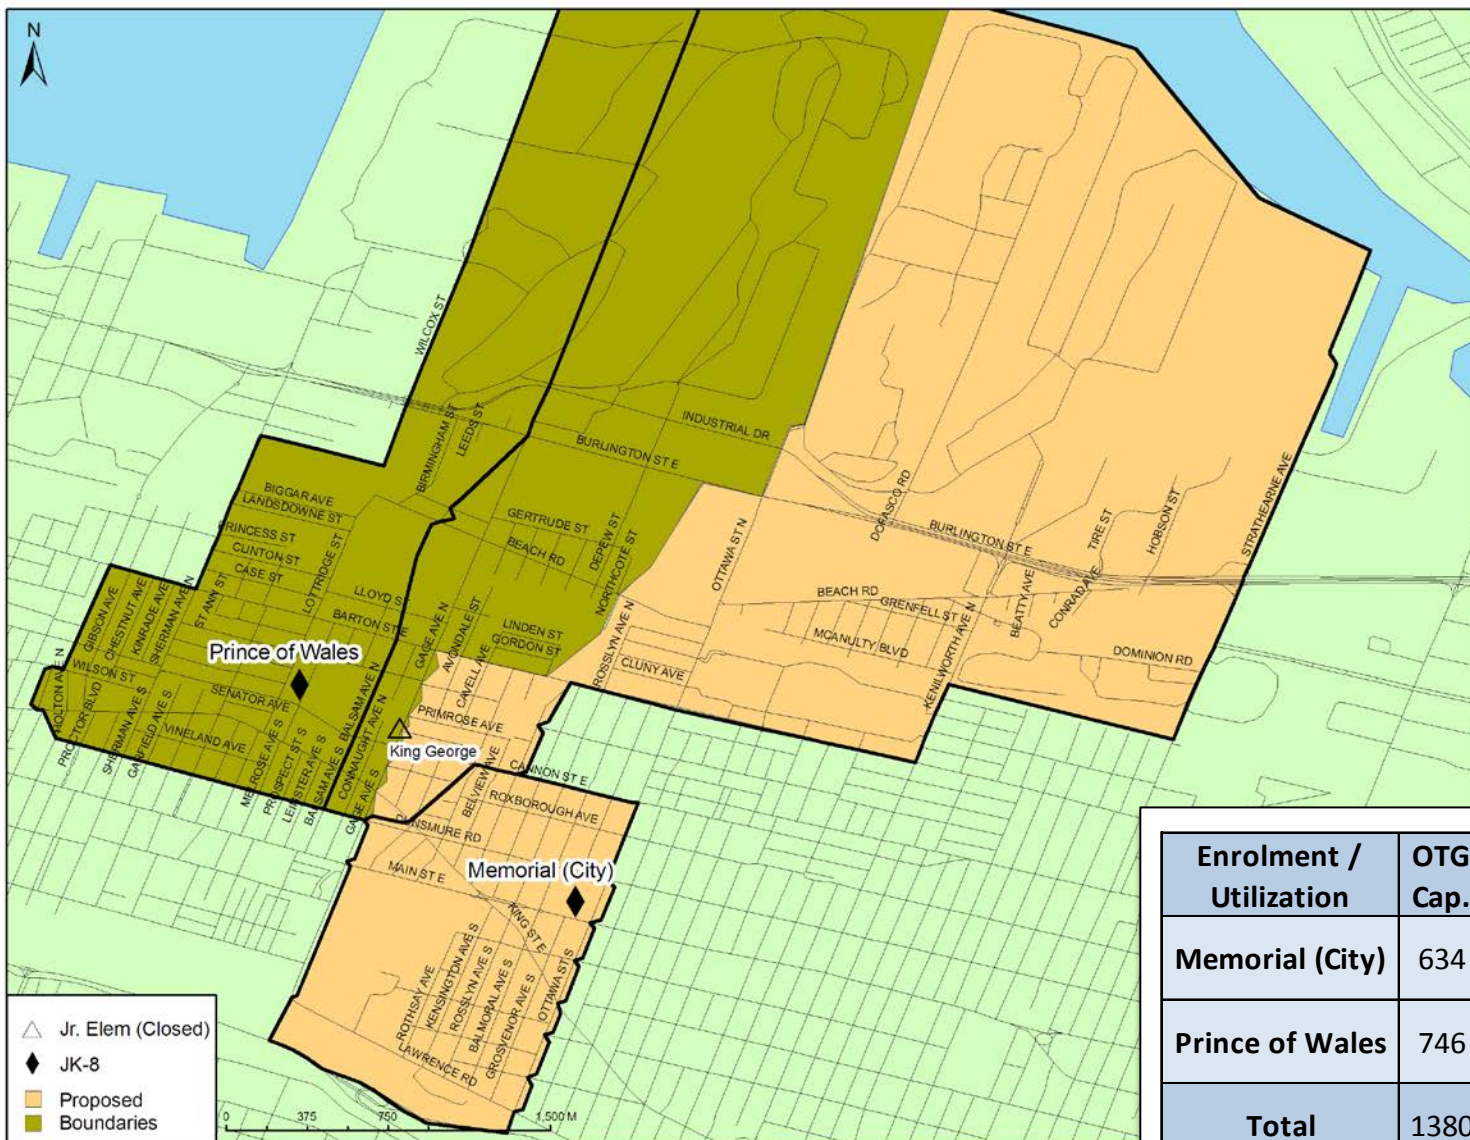 N
WILCOX ST
BIRMINGHAM ST
LEEDS ST
INDUSTRIAL DR
BURLINGTON ST E
BIGGAR AVE
LANDSDOWNE ST
PRINCESS ST
CLINTON ST
CASE ST
LOTTRIDGE ST
LLOYD S
BARTON ST E
GERTRUDE ST
BEACH RD
DEPEW ST
NORTHCOTE ST
OTTAWA ST N
DOFASCO RD
BURLINGTON ST E
TIRE ST
HOBSON ST
STRATHEARNE AVE
BEACH RD
GRENFELL ST
BEATTY AVE
CONRAD AVE
MCANULTY BLVD
KENILWORTH AVE N
DOMINION RD
GIBSON AVE
CHESTNUT AVE
KINRADE AVE
SHERMAN AVE N
ST ANN ST
HOLTON AVE N
WILSON ST
PROCTOR BLVD
SHERMAN AVE S
GARFIELD AVE S
Prince of Wales
SENATOR AVE
VINELAND AVE
MELROSE AVE S
PROSPECT ST S
LEINSTER AVE S
BALSAM AVE S
BALSAM AVE N
CONNAUGHT AVE N
GAGE AVE S
GAGE AVE N
AVONDALE ST
CAVELL AVE
LINDEN ST
GORDON ST
ROSSLYN AVE N
CLUNY AVE
PRIMROSE AVE
King George
BELVIEW AVE
CANNON ST E
ROXBOROUGH AVE
DUNSMURE RD
MAIN ST E
Memorial (City)
KING ST E
ROTHSAY AVE
KENSINGTON AVE S
ROSSLYN AVE S
BALMORAL AVE S
GROSVENOR AVE S
OTTAWA ST S
LAWRENCE RD
Jr. Elem (Closed)
JK-8
Proposed
Boundaries
0 375 750 1,500 M
Enrolment / OTG
Utilization Cap.
Memorial (City) 634
Prince of Wales 746
Total 1380